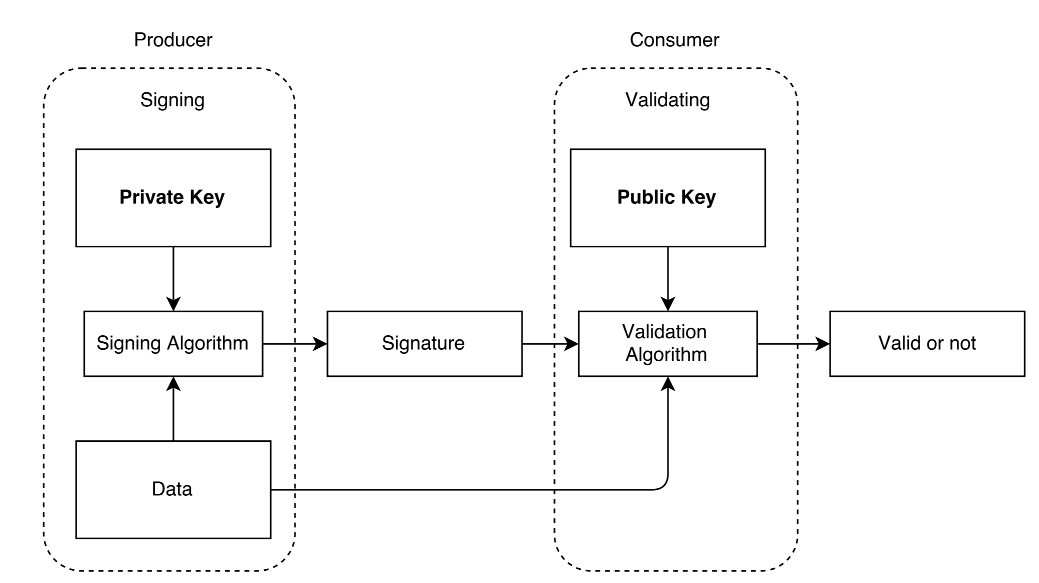 Producer
Consumer
Signing
Validating
Private Key
Public Key
Signing Algorithm
Signature
Validation
Algorithm
Valid or not
Data